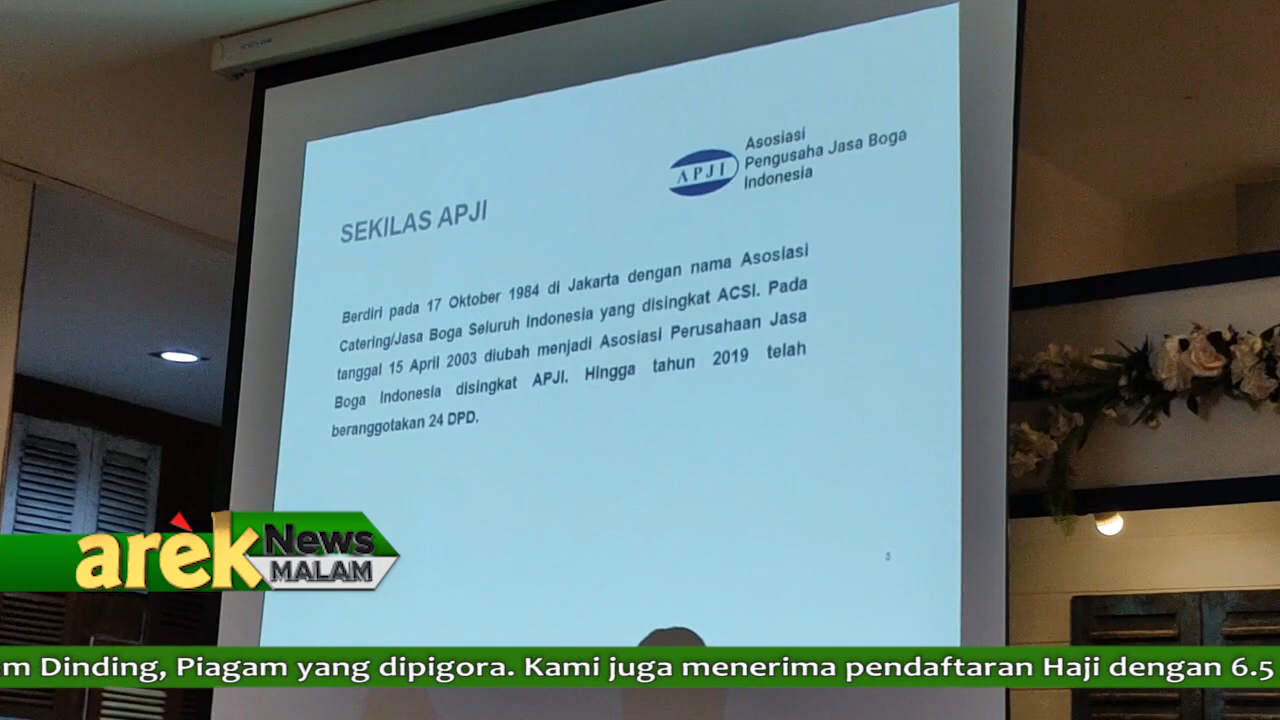 Asosiasi
Pengusaha Jasa Boga
Indonesia
APJI
SEKILAS APJI
Berdiri pada 17 Oktober 1984 di Jakarta dengan nama Asosiasi
Catering/Jasa Boga Seluruh Indonesia yang disingkat ACSI. Pada
tanggal 15 April 2003 diubah menjadi Asosiasi Perusahaan Jasa
Boga Indonesia disingkat APJI. Hingga tahun 2019 telah
beranggotakan 24 DPD.
arèk News
MALAM
m Dinding, Piagam yang dipigora. Kami juga menerima pendaftaran Haji dengan 6.5